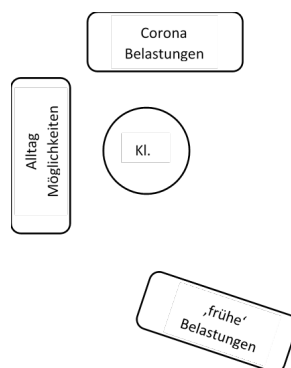 Corona
Belastungen
Alltag
Möglichkeiten
Kl.
‚frühe‘
Belastungen